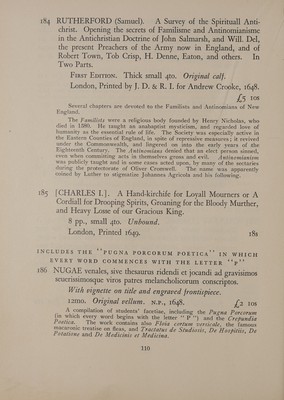 184 RUTHERFORD (Samuel). A Survey of the Spirituall Anti-
christ. Opening the secrets of Familisme and Antinomianisme
in the Antichristian Doctrine of John Salmarsh, and Will. Del,
the present Preachers of the Army now in England, and of
Robert Town, Tob Crisp, H. Denne, Eaton, and others. In
Two Parts.
FIRST EDITION. Thick small 4to. Original calf.
London, Printed by J. D. & R. I. for Andrew Crooke, 1648.
£5 10s
Several chapters are devoted to the Familists and Antinomians of New
England.
The Familists were a religious body founded by Henry Nicholas, who
died in 1580. He taught an anabaptist mysticism, and regarded love of
humanity as the essential rule of life. The Society was especially active in
the Eastern Counties of England, in spite of repressive measures; it revived
under the Commonwealth, and lingered on into the early years of the
Eighteenth Century. The Antinomians denied that an elect person sinned,
even when committing acts in themselves gross and evil. Antinomianism
was publicly taught and in some cases acted upon, by many of the sectaries
during the protectorate of Oliver Cromwell. The name was apparently
coined by Luther to stigmatise Johannes Agricola and his following.
185 [CHARLES I.]. A Hand-kirchife for Loyall Mourners or A
Cordiall for Drooping Spirits, Groaning for the Bloody Murther,
and Heavy Losse of our Gracious King.
8 pp., small 4to. Unbound.
London, Printed, 1649. 18s
INCLUDES THE "PUGNA PORCORUM POETICA" IN WHICH
EVERY WORD COMMENCES WITH THE LETTER "P"
186 NUGAE venales, sive thesaurus ridendi et jocandi ad gravisimos
seuerissimosque viros patres melancholicorum conscriptos.
With vignette on title and engraved frontispiece.
12mo. Original vellum. N.P., 1648. £2 10s
A compilation of students' facetiae, including the Pugna Porcorum
(in which every word begins with the letter "P") and the Crepundia
Poetica. The work contains also Floia cortum versicale, the famous
macaronic treatise on fleas, and Tractatus de Studiosis, De Hospitiis, De
Potatione and De Medicinis et Medicina.
110